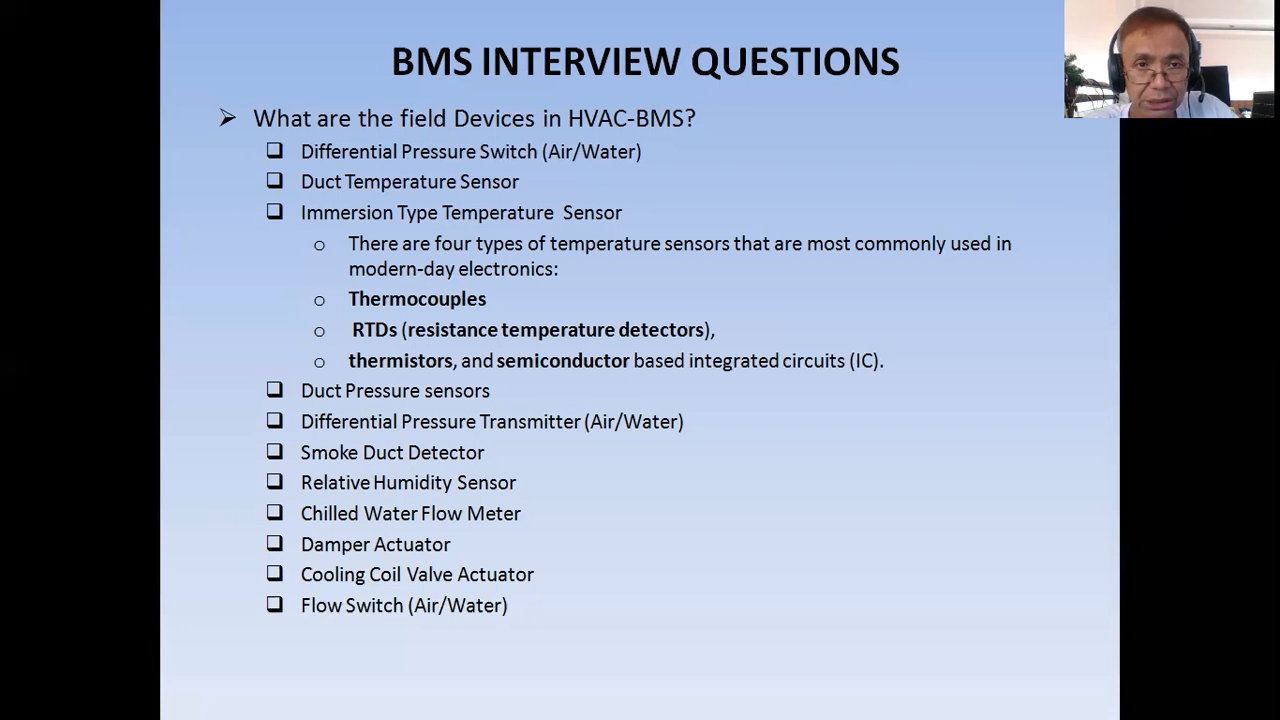 BMS INTERVIEW QUESTIONS
What are the field Devices in HVAC-BMS?
Differential Pressure Switch (Air/Water)
Duct Temperature Sensor
Immersion Type Temperature Sensor
There are four types of temperature sensors that are most commonly used in
modern-day electronics:
Thermocouples
RTDs (resistance temperature detectors),
thermistors, and semiconductor based integrated circuits (IC).
Duct Pressure sensors
Differential Pressure Transmitter (Air/Water)
Smoke Duct Detector
Relative Humidity Sensor
Chilled Water Flow Meter
Damper Actuator
Cooling Coil Valve Actuator
Flow Switch (Air/Water)